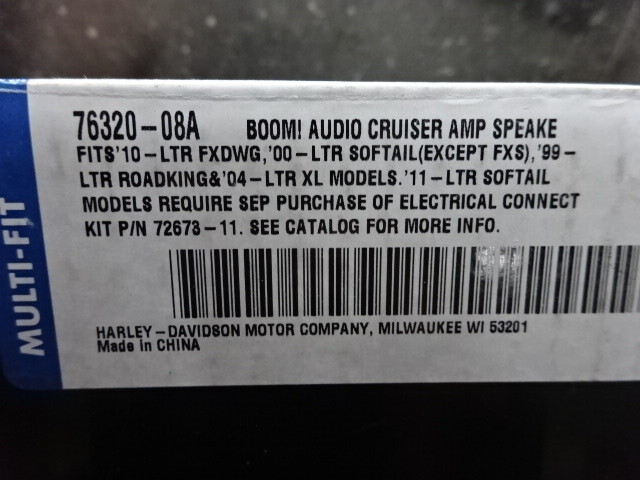 76320-08A BOOM! AUDIO CRUISER AMP SPEAKE
FITS'10-LTR FXDWG,'00-LTR SOFTAIL(EXCEPT FXS),'99-
LTR ROADKING&'04-LTR XL MODELS.'11-LTR SOFTAIL
MODELS REQUIRE SEP PURCHASE OF ELECTRICAL CONNECT
KIT P/N 72673-11. SEE CATALOG FOR MORE INFO.
HARLEY-DAVIDSON MOTOR COMPANY, MILWAUKEE WI 53201
Made in CHINA
MULTI-FIT